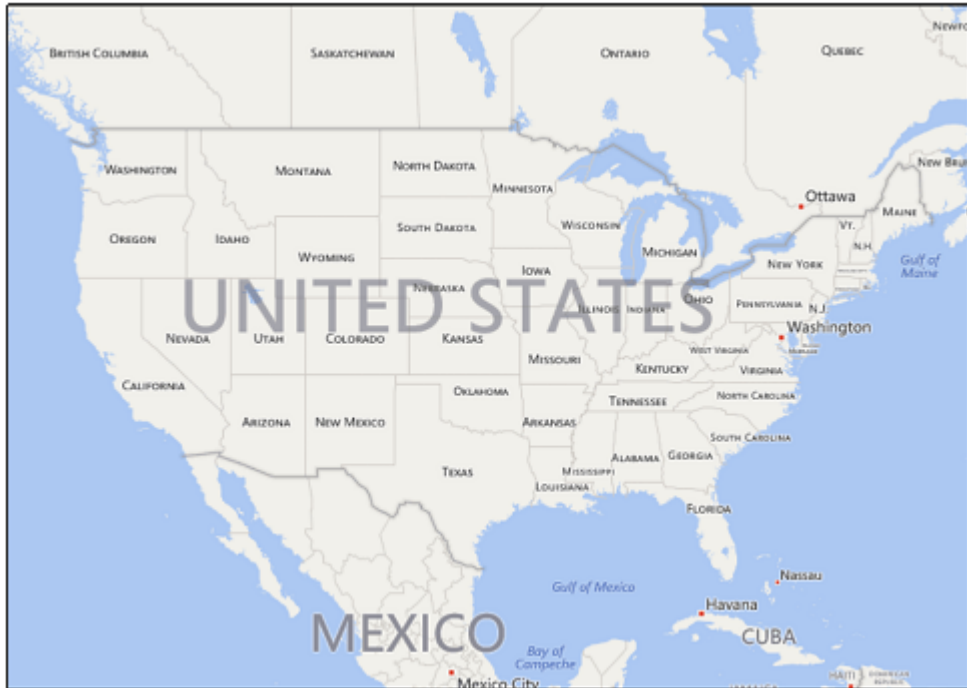 BRITISH COLUMBIA
SASKATCHEWAN
ONTARIO
QUEBEC
WASHINGTON
MONTANA
NORTH DAKOTA
MINNESOTA
NEW
Ottawa
OREGON
IDAHO
WYOMING
SOUTH DAKOTA
WISCONSIN
MICHIGAN
MAINE
VT.
N.H.
NEW YORK
Gulf of
Maine
IOWA
NEBRASKA
UNITED STATES
ILLINOIS
INDIANA
OHIO
PENNSYLVANIA
N.J.
NEVADA
UTAH
COLORADO
KANSAS
MISSOURI
WEST VIRGINIA
Washington
KENTUCKY
VIRGINIA
CALIFORNIA
OKLAHOMA
TENNESSEE
NORTH CAROLINA
ARIZONA
NEW MEXICO
ARKANSAS
SOUTH CAROLINA
TEXAS
MISSISSIPPI
ALABAMA
GEORGIA
LOUISIANA
FLORIDA
Gulf of Mexico
Nassau
Havana
MEXICO
CUBA
Bay of
Campeche
Mexico City
HAITI